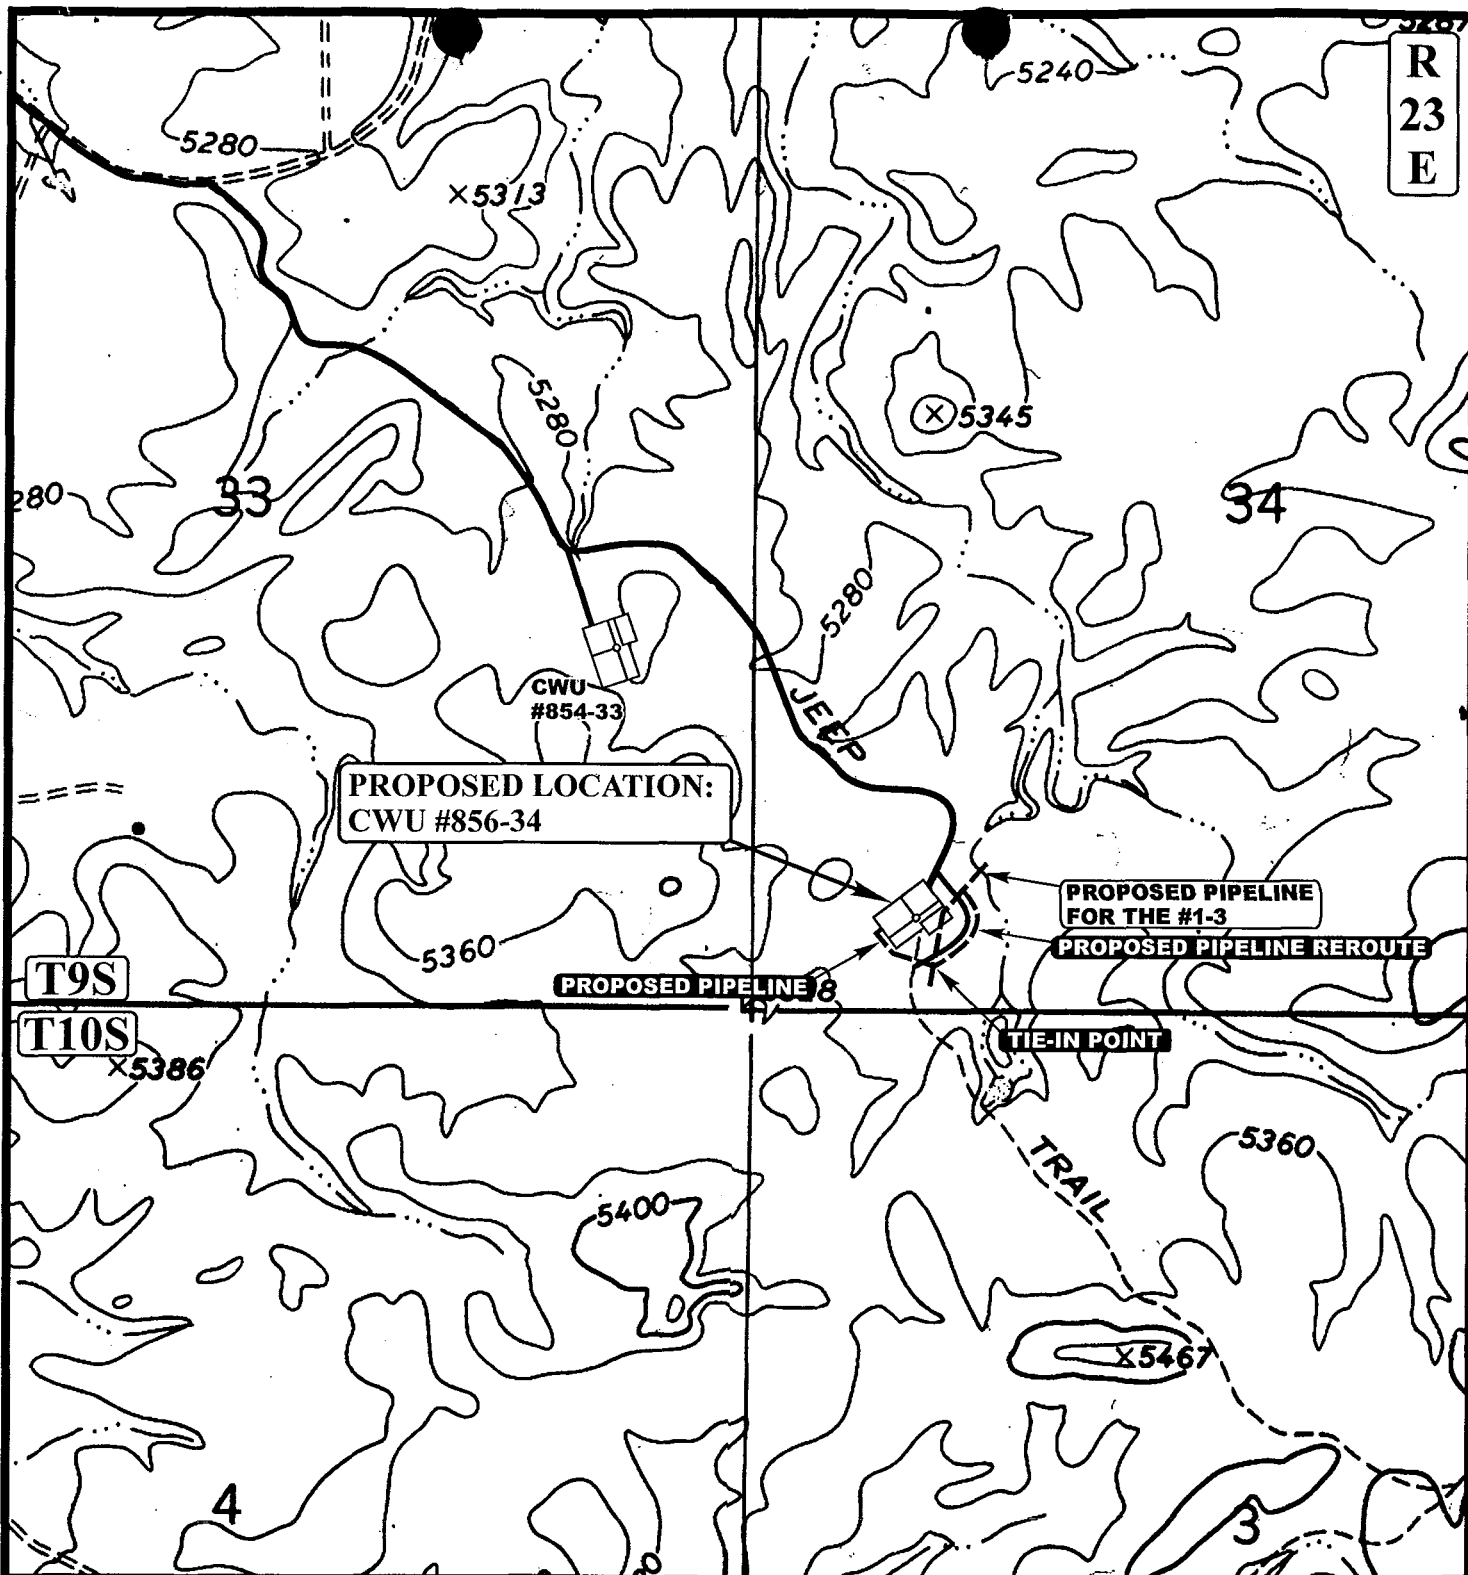 5267
R
23
E
5240
5280
×5313
5280
×5345
280
33
34
5280
JEEP
CWU
#854-33
PROPOSED LOCATION:
CWU #856-34
PROPOSED PIPELINE
FOR THE #1-3
PROPOSED PIPELINE REROUTE
5360
T9S
PROPOSED PIPELINE
T10S
TIE-IN POINT
×5386
TRAIL
5360
5400
×5467
4
3